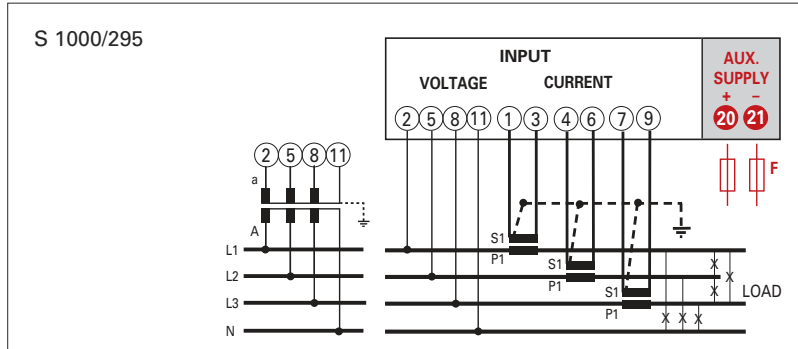 S 1000/295
INPUT
AUX.
SUPPLY
VOLTAGE CURRENT
+ –
2 5 8 11 1 3 4 6 7 9 20 21
2 5 8 11
F
a
A
S1
L1
P1
S1
L2
P1
S1
LOAD
L3
P1
N
X X
X X
X X X